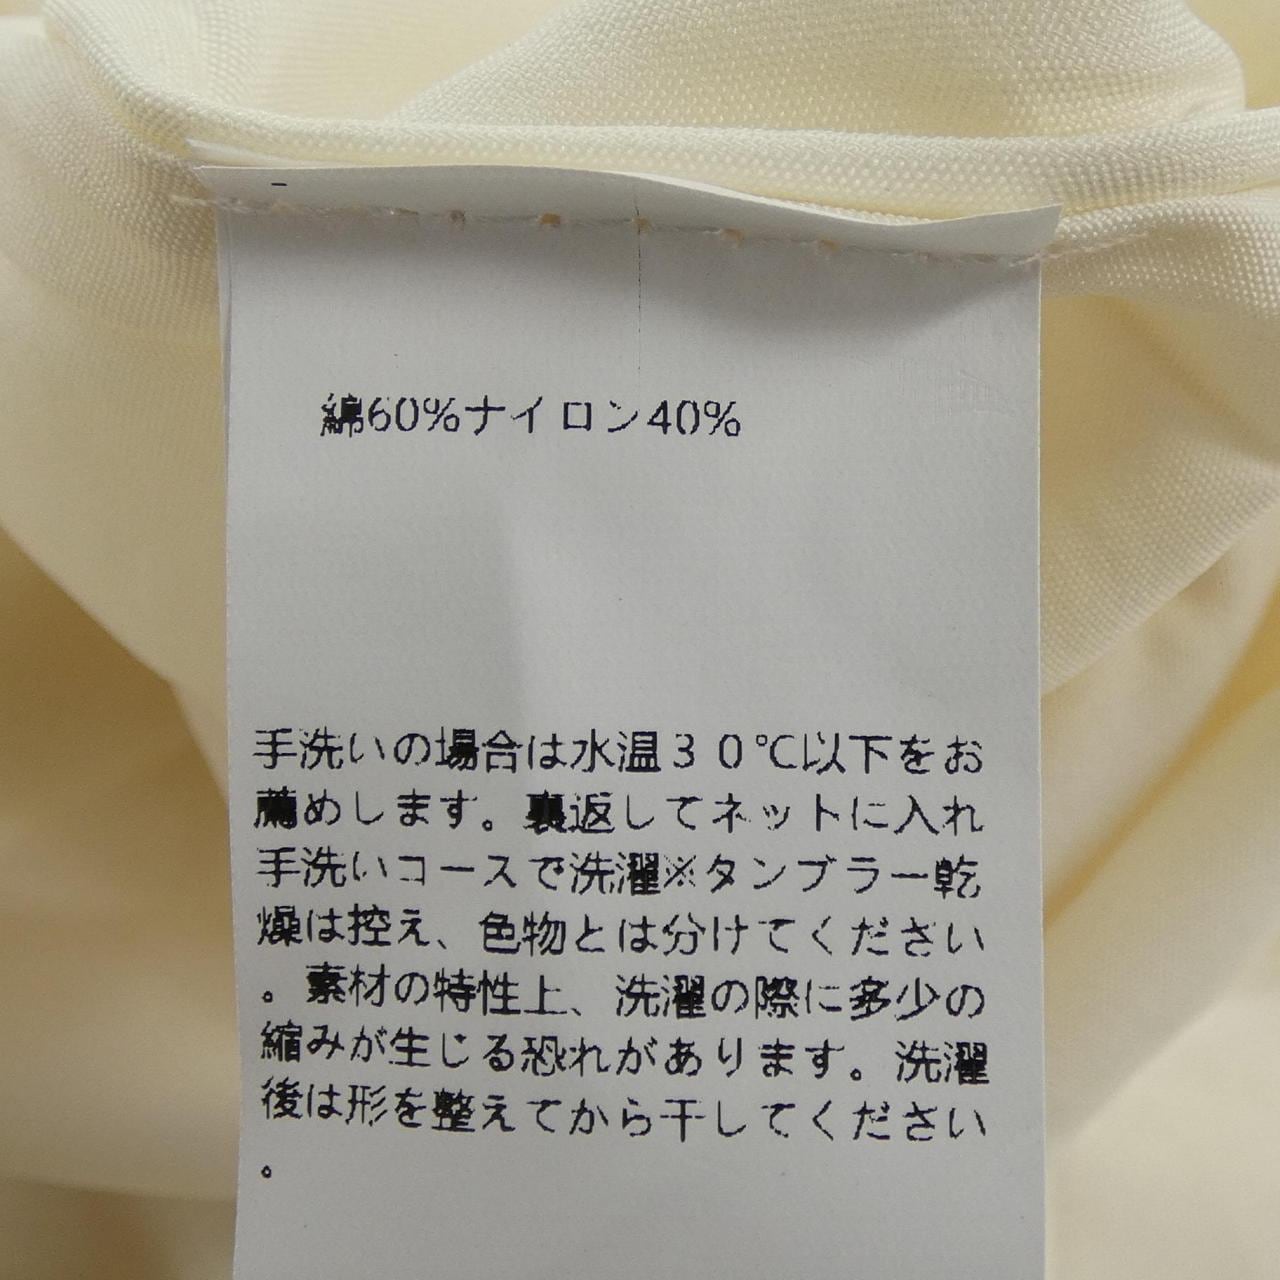 綿60%ナイロン40%
手洗いの場合は水温３０℃以下をお
薦めします。裏返してネットに入れ
手洗いコースで洗濯※タンブラー乾
燥は控え、色物とは分けてください
。素材の特性上、洗濯の際に多少の
縮みが生じる恐れがあります。洗濯
後は形を整えてから干してください
。